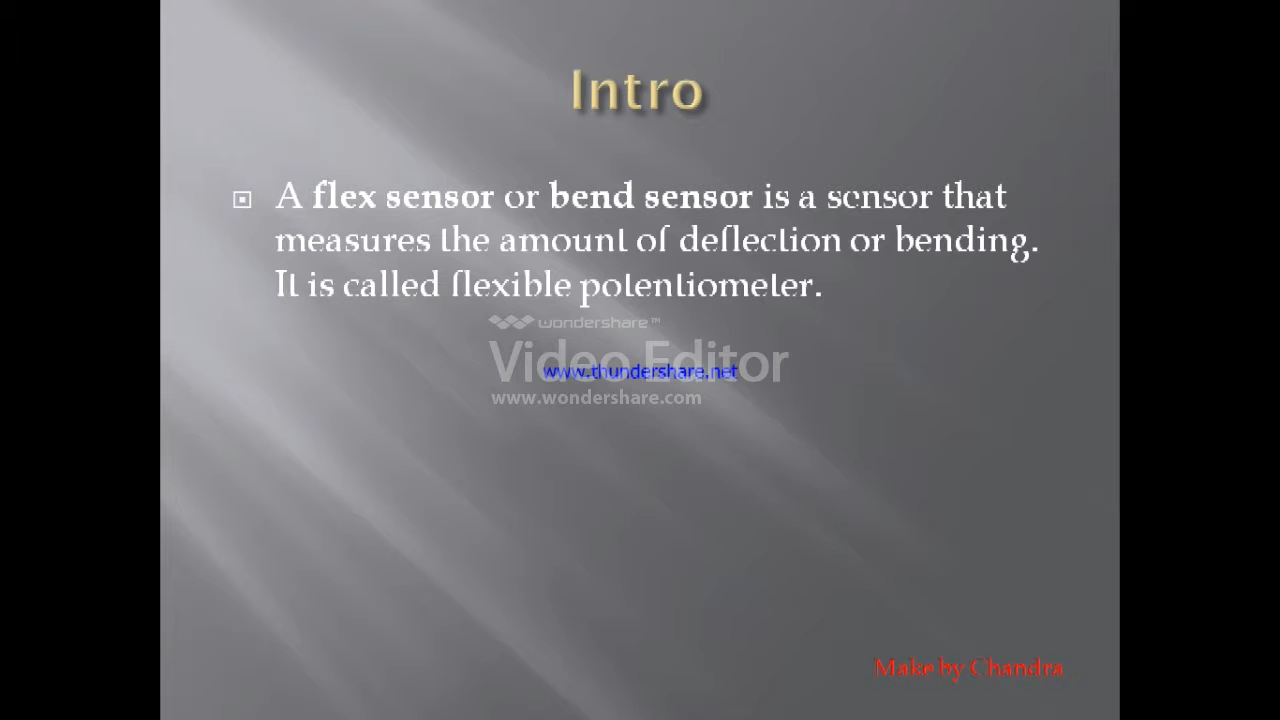 Intro
A flex sensor or bend sensor is a sensor that
measures the amount of deflection or bending.
It is called flexible potentiometer.
wondershare™
Video Editor
www.thundershare.net
www.wondershare.com
Make by Chandra